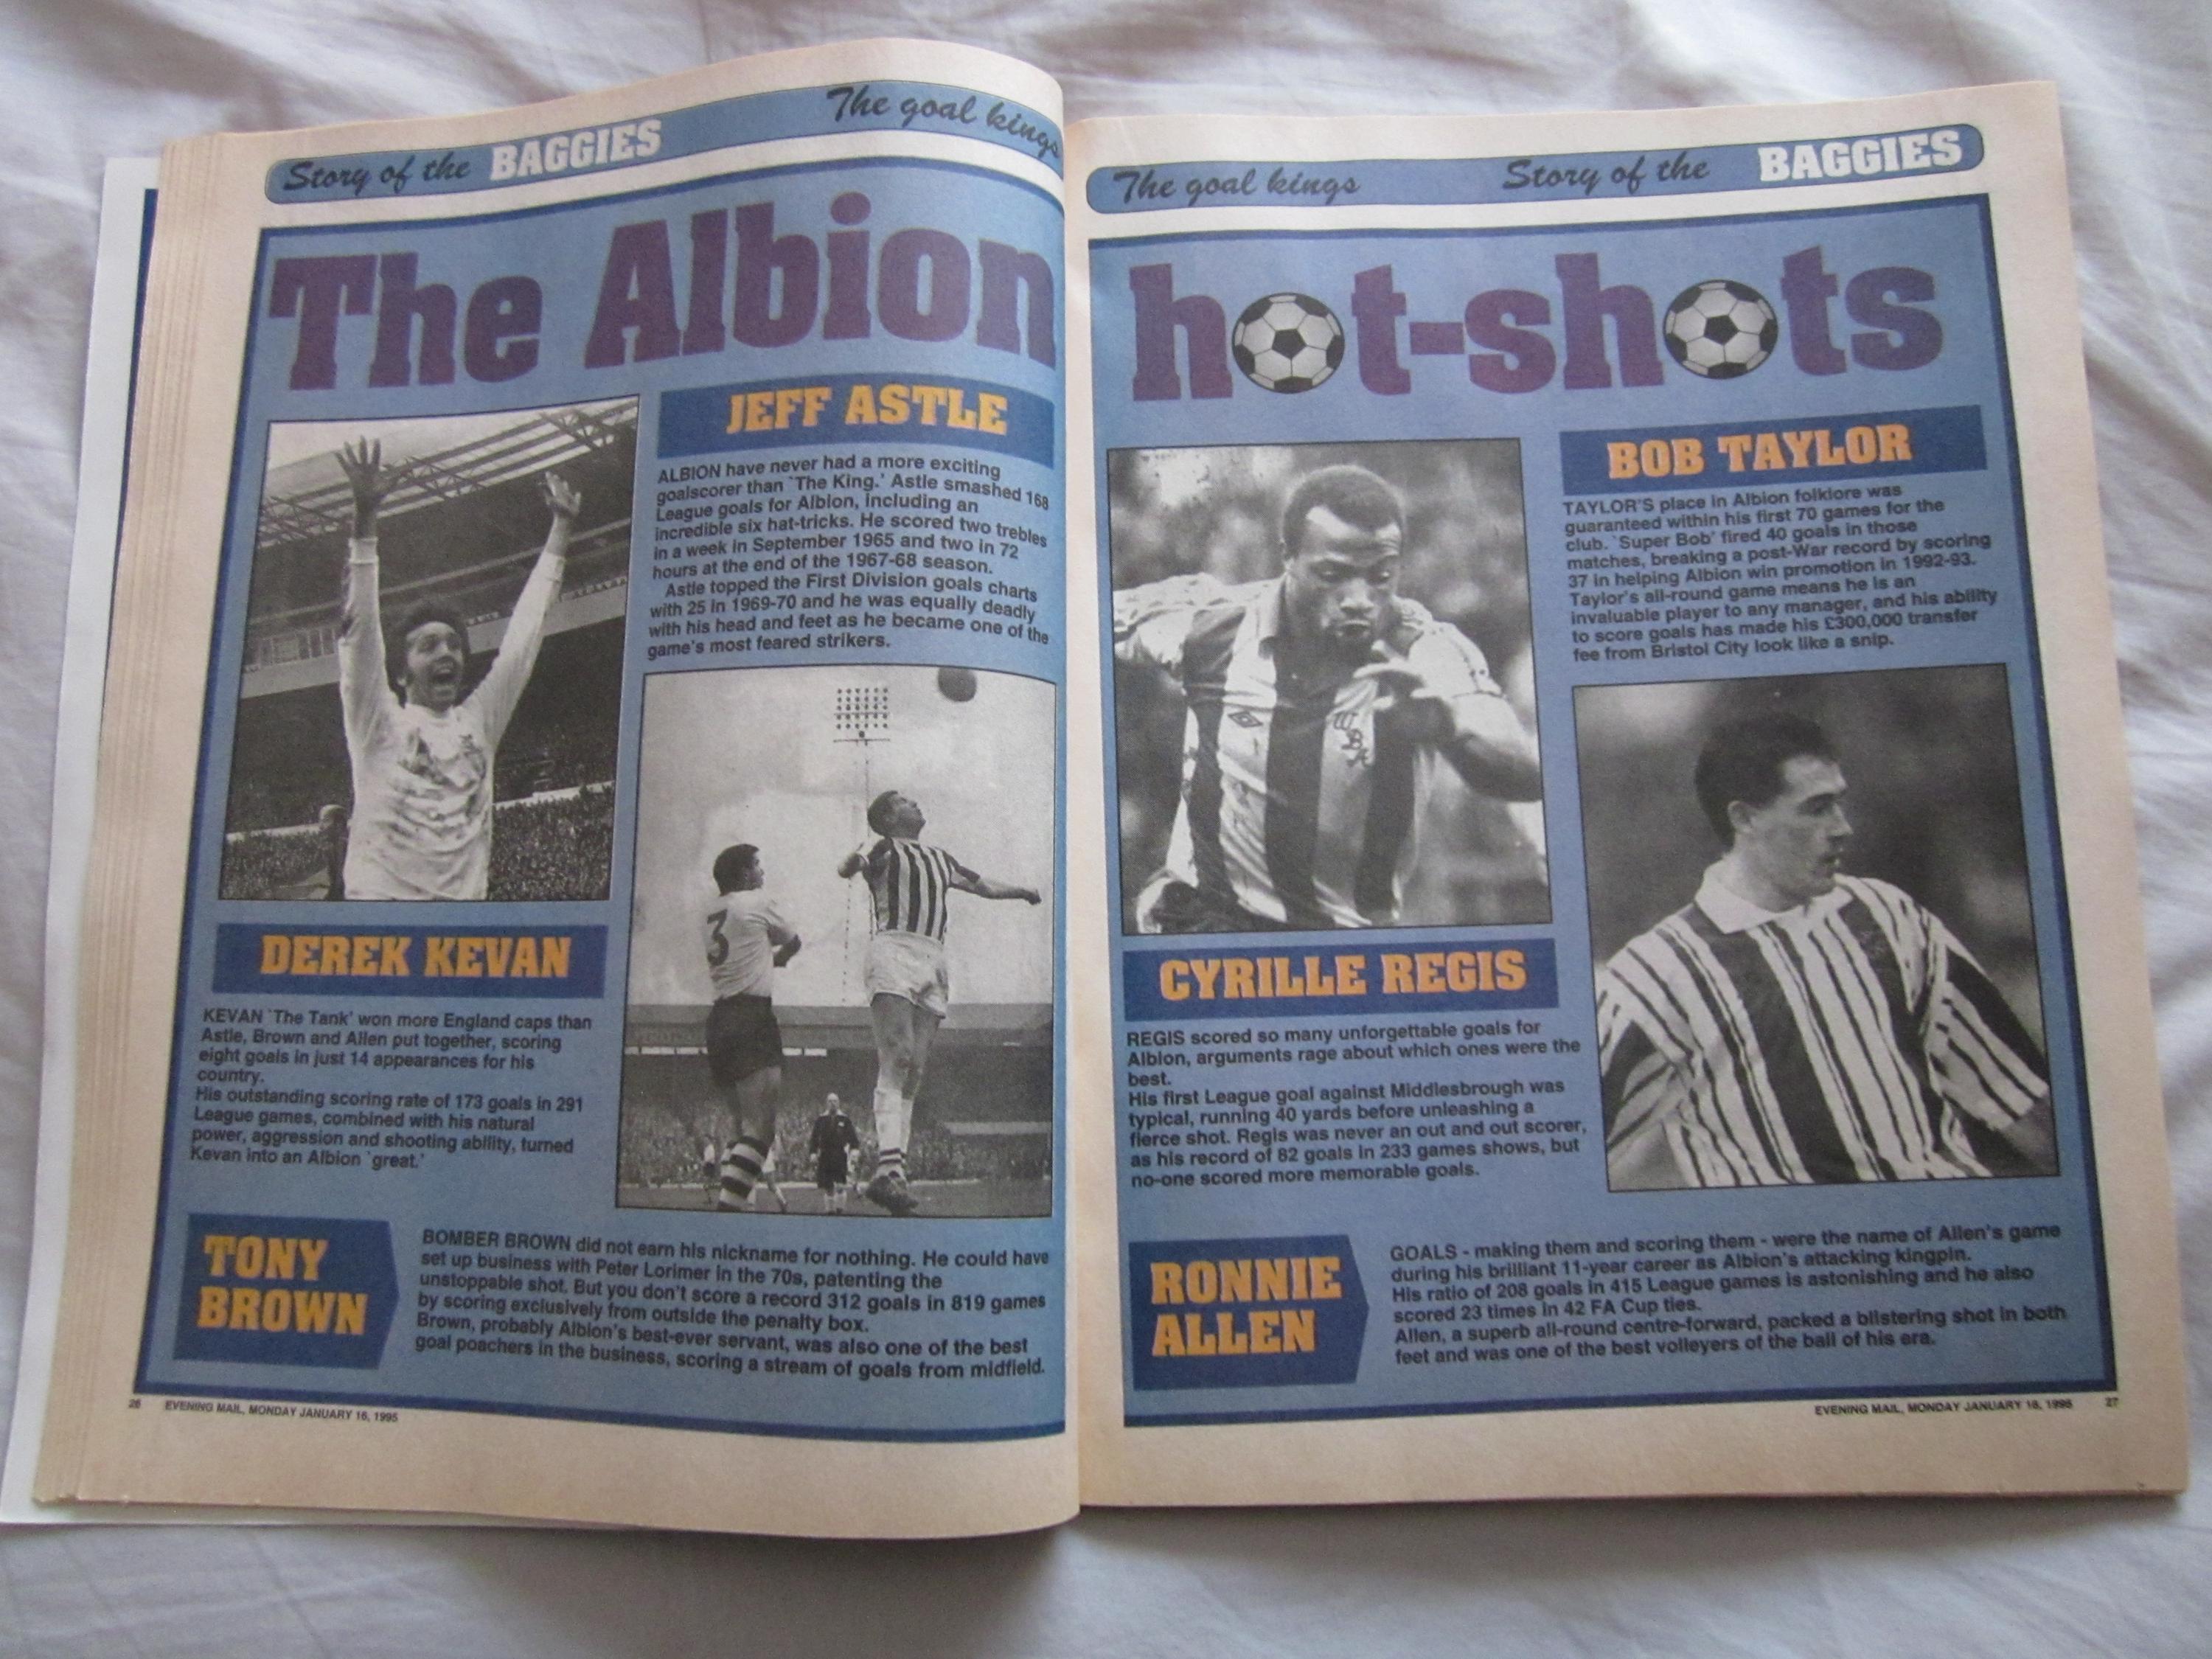 Story of the BAGGIES
The goal kings
The Albion
JEFF ASTLE
ALBION have never had a more exciting
goalscorer than `The King.' Astle smashed 168
League goals for Albion, including an
incredible six hat-tricks. He scored two trebles
in a week in September 1965 and two in 72
hours at the end of the 1967-68 season.
Astle topped the First Division goals charts
with 25 in 1969-70 and he was equally deadly
with his head and feet as he became one of the
game's most feared strikers.
3
DEREK KEVAN
KEVAN `The Tank' won more England caps than
Astle, Brown and Allen put together, scoring
eight goals in just 14 appearances for his
country.
His outstanding scoring rate of 173 goals in 291
League games, combined with his natural
power, aggression and shooting ability, turned
Kevan into an Albion `great.'
TONY
BROWN
BOMBER BROWN did not earn his nickname for nothing. He could have
set up business with Peter Lorimer in the 70s, patenting the
unstoppable shot. But you don't score a record 312 goals in 819 games
by scoring exclusively from outside the penalty box.
Brown, probably Albion's best-ever servant, was also one of the best
goal poachers in the business, scoring a stream of goals from midfield.
26 EVENING MAIL, MONDAY JANUARY 16, 1995
The goal kings
Story of the BAGGIES
hot-shots
BOB TAYLOR
TAYLOR'S place in Albion folklore was
guaranteed within his first 70 games for the
club. `Super Bob' fired 40 goals in those
matches, breaking a post-War record by scoring
37 in helping Albion win promotion in 1992-93.
Taylor's all-round game means he is an
invaluable player to any manager, and his ability
to score goals has made his £300,000 transfer
fee from Bristol City look like a snip.
WBA
CYRILLE REGIS
REGIS scored so many unforgettable goals for
Albion, arguments rage about which ones were the
best.
His first League goal against Middlesbrough was
typical, running 40 yards before unleashing a
fierce shot. Regis was never an out and out scorer,
as his record of 82 goals in 233 games shows, but
no-one scored more memorable goals.
RONNIE
ALLEN
GOALS - making them and scoring them - were the name of Allen's game
during his brilliant 11-year career as Albion's attacking kingpin.
His ratio of 208 goals in 415 League games is astonishing and he also
scored 23 times in 42 FA Cup ties.
Allen, a superb all-round centre-forward, packed a blistering shot in both
feet and was one of the best volleyers of the ball of his era.
EVENING MAIL, MONDAY JANUARY 16, 1995 27